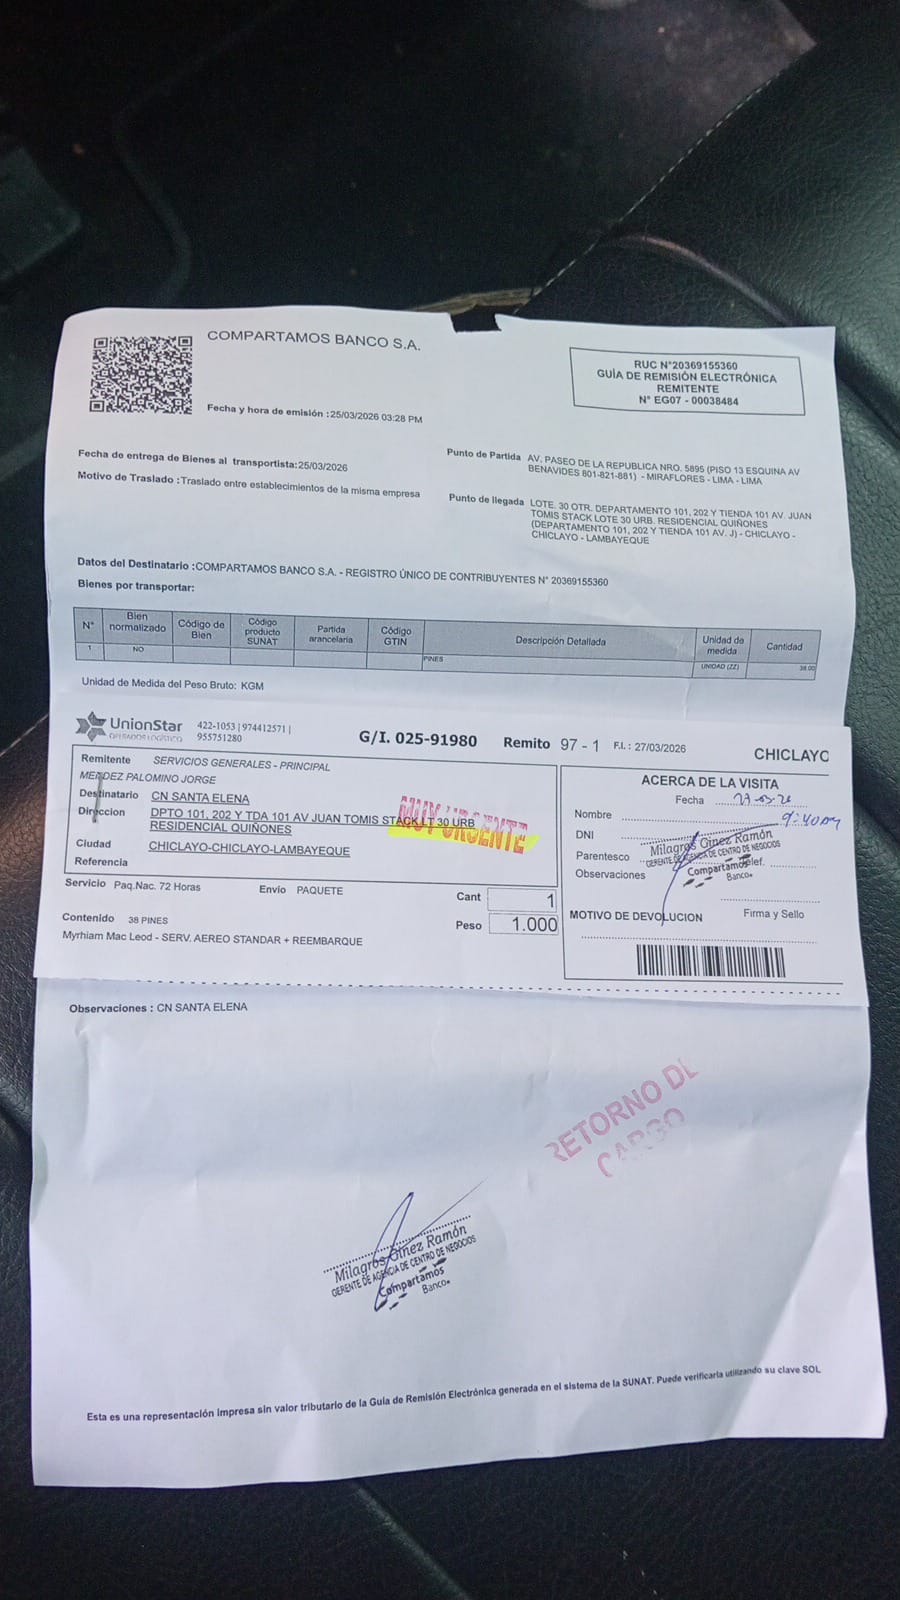 COMPARTAMOS BANCO S.A.
RUC N°20369155360
GUÍA DE REMISIÓN ELECTRÓNICA
REMITENTE
N° EG07 - 00038484
Fecha y hora de emisión :25/03/2026 03:28 PM
Fecha de entrega de Bienes al transportista:25/03/2026
Motivo de Traslado :Traslado entre establecimientos de la misma empresa
Punto de Partida AV. PASEO DE LA REPUBLICA NRO. 5895 (PISO 13 ESQUINA AV
BENAVIDES 801-821-881) - MIRAFLORES - LIMA - LIMA
Punto de llegada LOTE. 30 OTR. DEPARTAMENTO 101, 202 Y TIENDA 101 AV. JUAN
TOMIS STACK LOTE 30 URB. RESIDENCIAL QUIÑONES
(DEPARTAMENTO 101, 202 Y TIENDA 101 AV. J) - CHICLAYO -
CHICLAYO - LAMBAYEQUE
Datos del Destinatario :COMPARTAMOS BANCO S.A. - REGISTRO ÚNICO DE CONTRIBUYENTES N° 20369155360
Bienes por transportar:
N° Bien normalizado Código de Bien Código producto SUNAT Partida arancelaria Código GTIN Descripción Detallada Unidad de medida Cantidad
1 NO PINES UNIDAD (ZZ) 38.00
Unidad de Medida del Peso Bruto: KGM
UnionStar
OPERADOR LOGÍSTICO
422-1053 | 974412571 |
955751280
G/I. 025-91980 Remito 97 - 1 F.I.: 27/03/2026 CHICLAYO
Remitente SERVICIOS GENERALES - PRINCIPAL
MENDEZ PALOMINO JORGE
Destinatario CN SANTA ELENA
Direccion DPTO 101, 202 Y TDA 101 AV JUAN TOMIS STACK LT 30 URB
RESIDENCIAL QUIÑONES
MUY URGENTE
Ciudad CHICLAYO-CHICLAYO-LAMBAYEQUE
Referencia
Servicio Paq.Nac. 72 Horas Envío PAQUETE
Cant 1
Peso 1.000
Contenido 38 PINES
Myrhiam Mac Leod - SERV. AEREO STANDAR + REEMBARQUE
ACERCA DE LA VISITA
Fecha 27-03-26
Nombre 9:40 AM
DNI
Parentesco
Telef.
Observaciones
Milagros Ginez Ramón
GERENTE DE AGENCIA DE CENTRO DE NEGOCIOS
Compartamos
Banco
MOTIVO DE DEVOLUCION Firma y Sello
Observaciones : CN SANTA ELENA
RETORNO DE
CARGO
Milagros Ginez Ramón
GERENTE DE AGENCIA DE CENTRO DE NEGOCIOS
Compartamos
Banco
Esta es una representación impresa sin valor tributario de la Guía de Remisión Electrónica generada en el sistema de la SUNAT. Puede verificarla utilizando su clave SOL